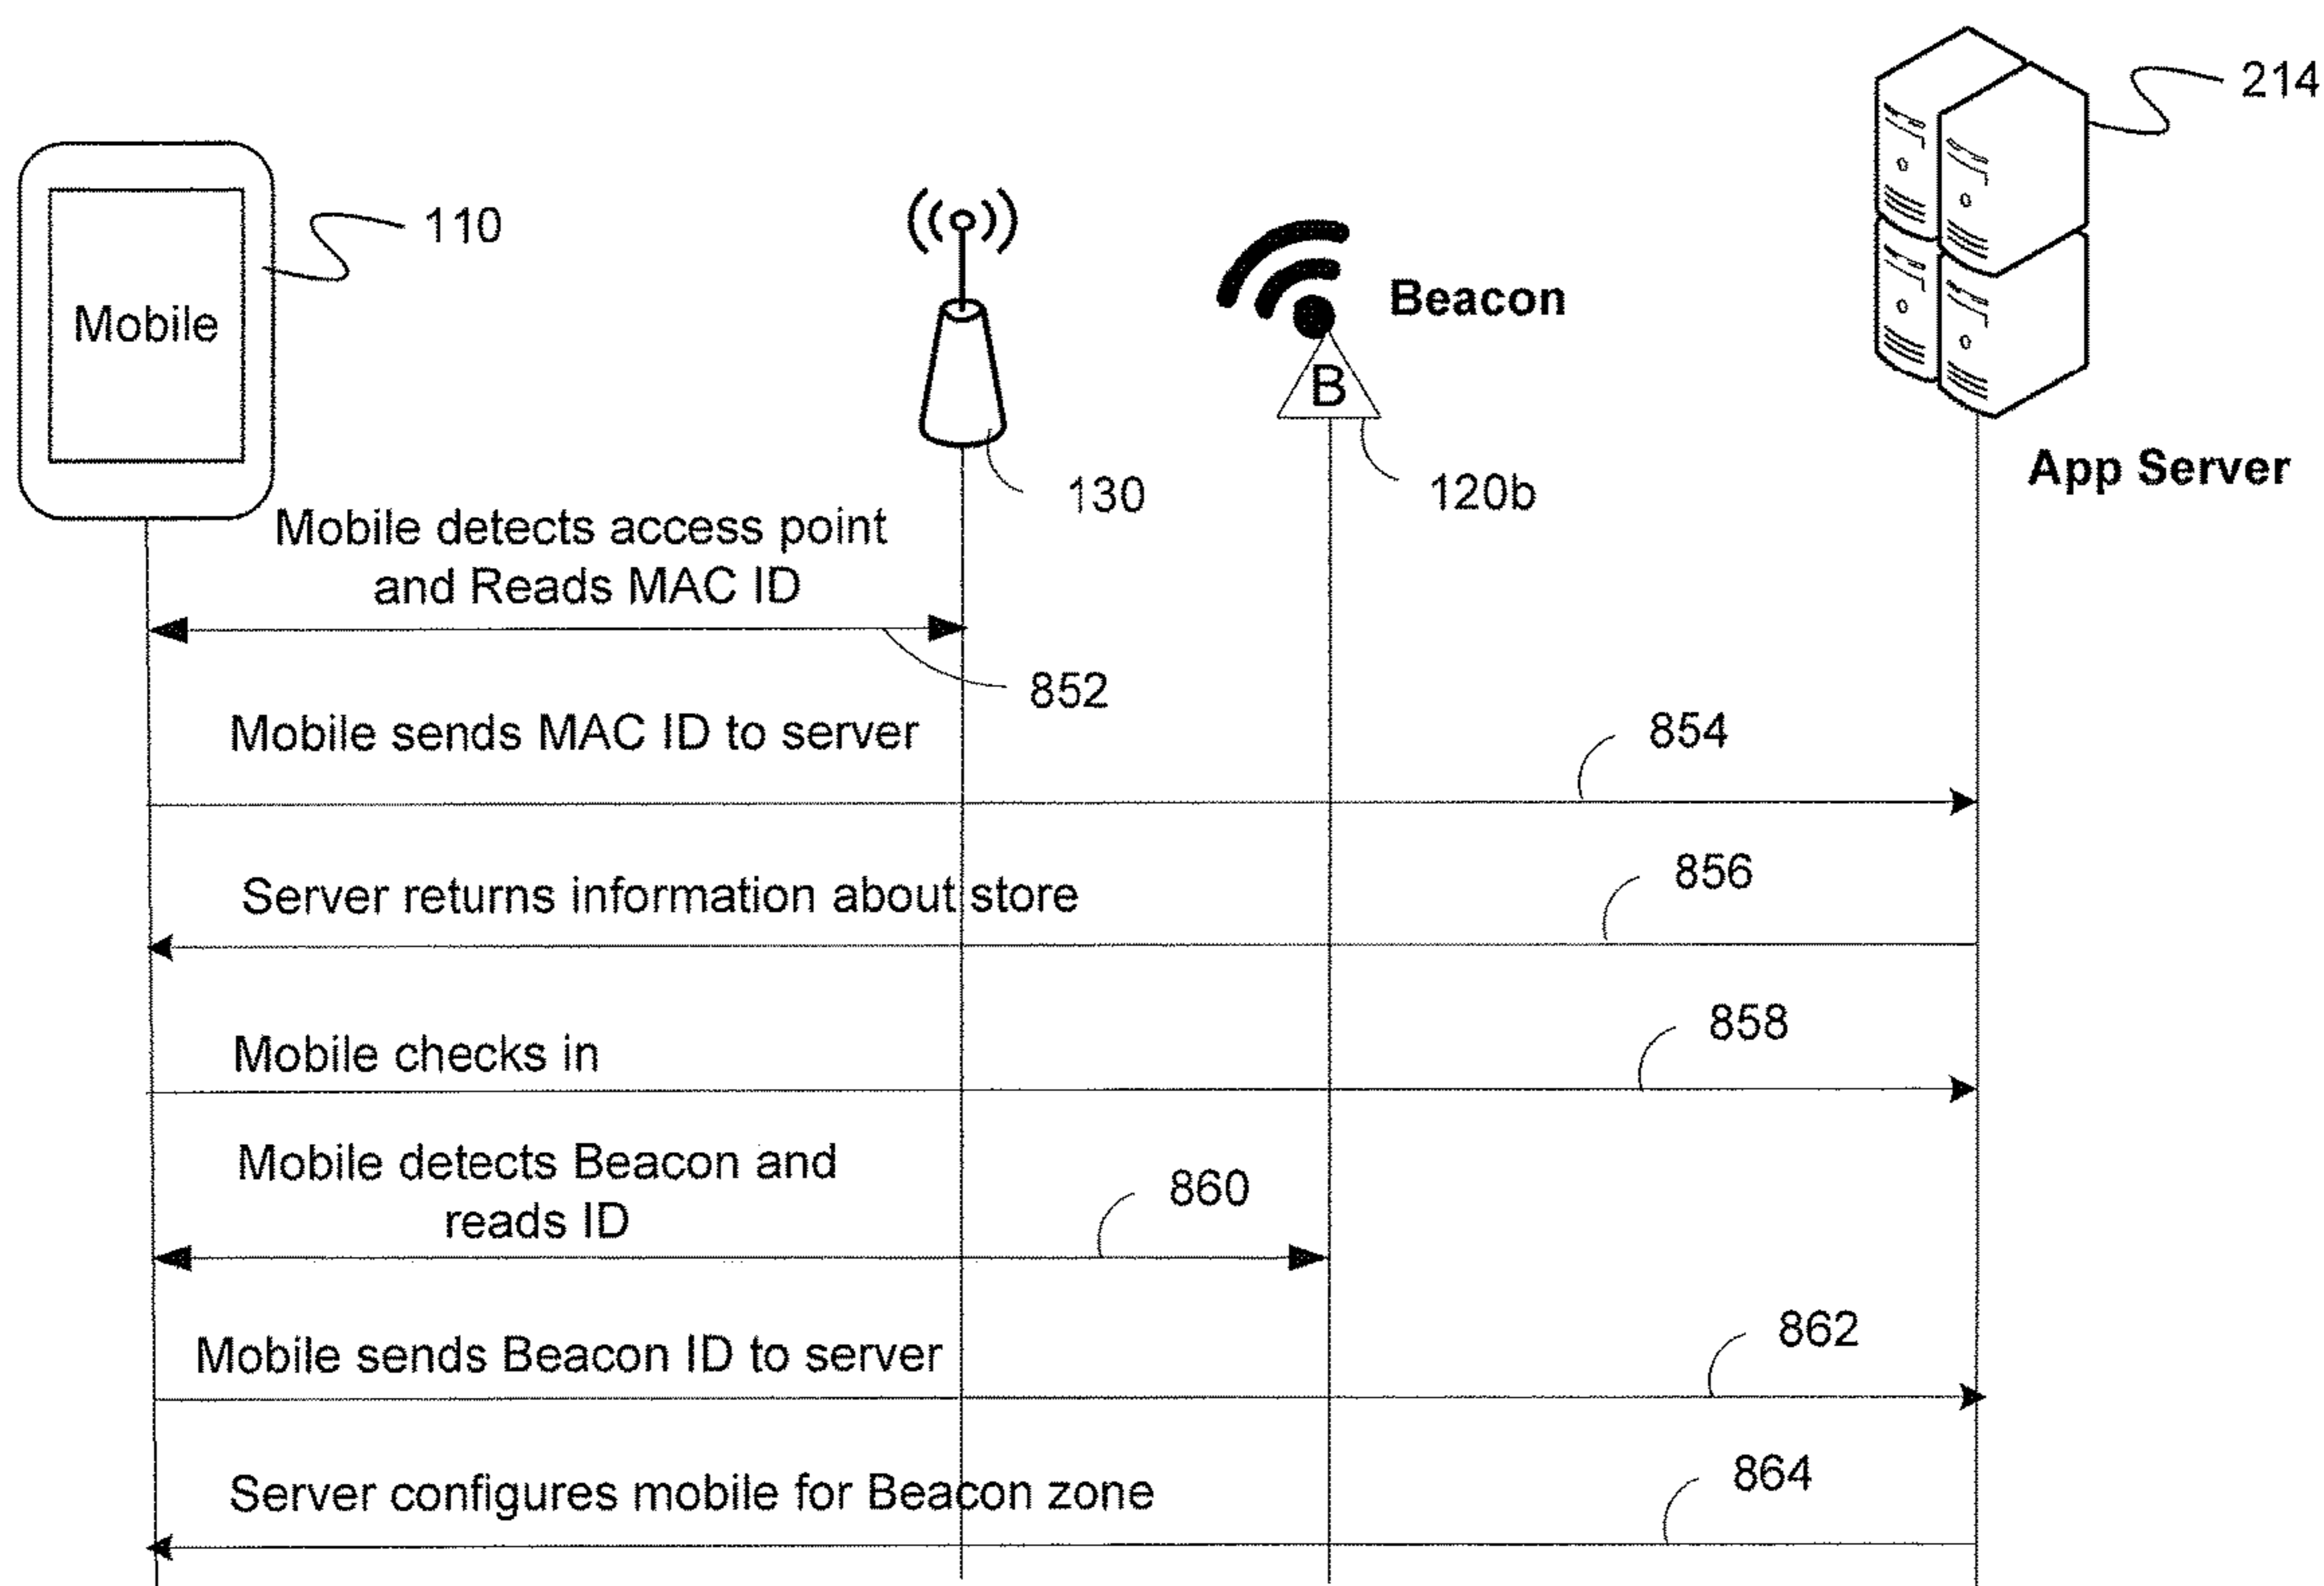 214
110
Mobile
Beacon
B
App Server
130
120b
Mobile detects access point
and Reads MAC ID
852
Mobile sends MAC ID to server
854
Server returns information about store
856
Mobile checks in
858
Mobile detects Beacon and
reads ID
860
Mobile sends Beacon ID to server
862
Server configures mobile for Beacon zone
864